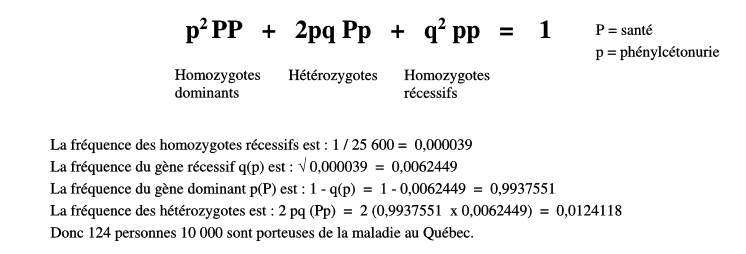 p² PP + 2pq Pp + q² pp = 1
P = santé
p = phénylcétonurie
Homozygotes dominants
Hétérozygotes
Homozygotes récessifs
La fréquence des homozygotes récessifs est : 1 / 25 600 = 0,000039
La fréquence du gène récessif q(p) est : √ 0,000039 = 0,0062449
La fréquence du gène dominant p(P) est : 1 - q(p) = 1 - 0,0062449 = 0,9937551
La fréquence des hétérozygotes est : 2 pq (Pp) = 2 (0,9937551 x 0,0062449) = 0,0124118
Donc 124 personnes 10 000 sont porteuses de la maladie au Québec.